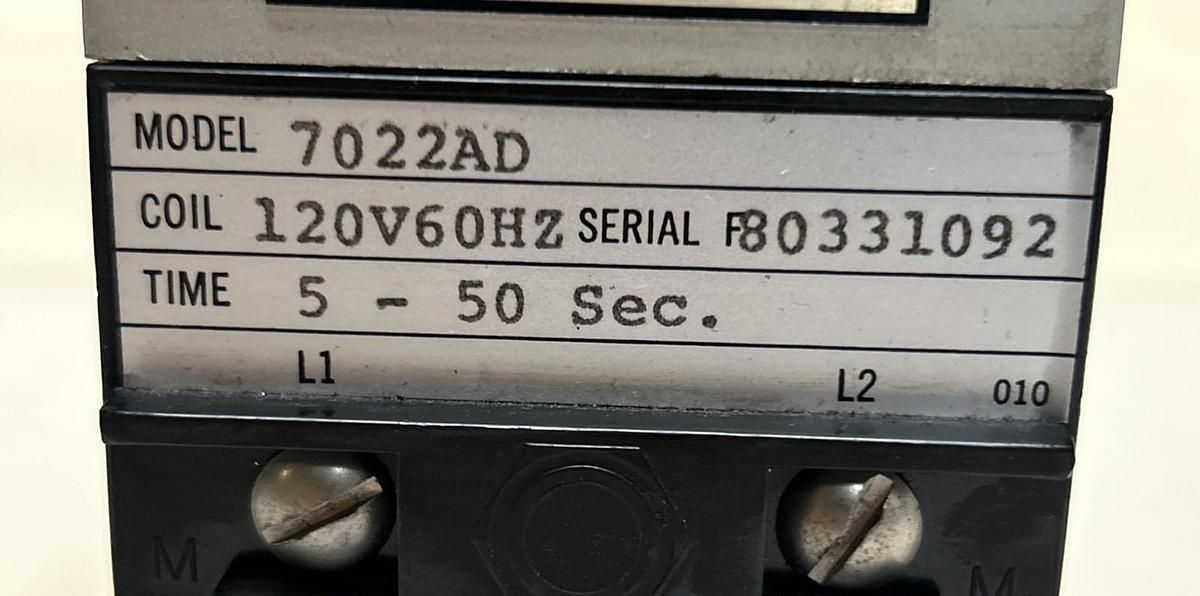 MODEL 7022AD
COIL 120V60HZ SERIAL F80331092
TIME 5 - 50 Sec.
L1 L2 010
M M